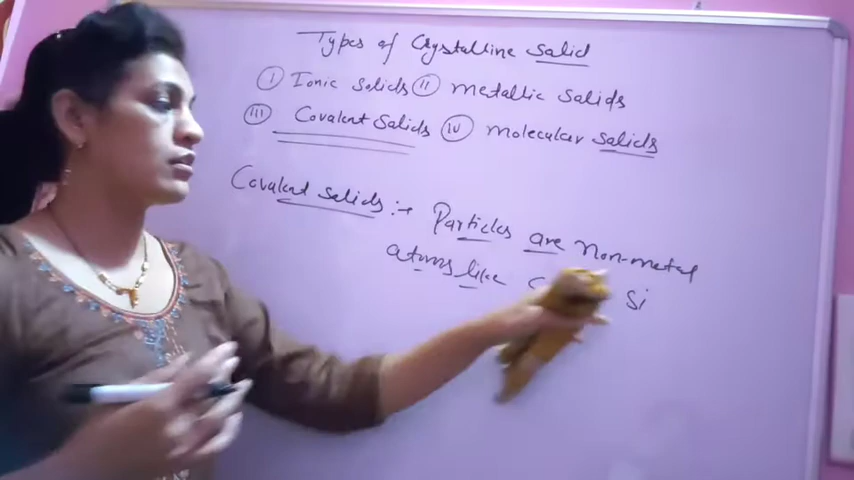 Types of Crystalline Solid
(I) Ionic Solids (II) Metallic Solids
(III) Covalent Solids (IV) Molecular Solids
Covalent Solids :→ Particles are Non-metal
atoms like Si